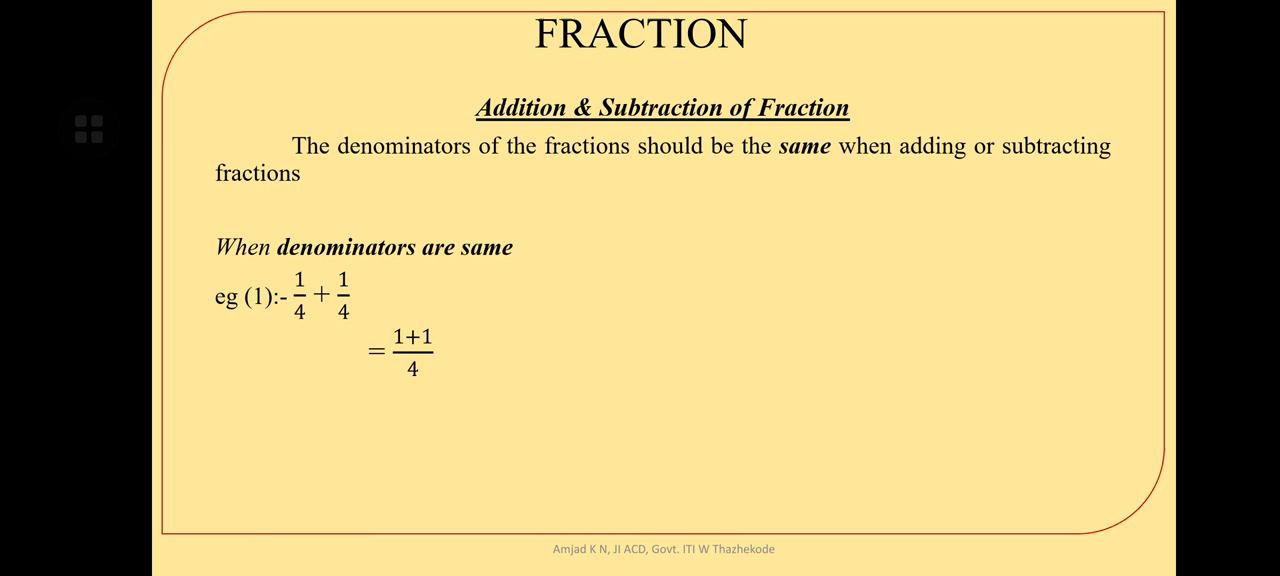 FRACTION
Addition & Subtraction of Fraction
The denominators of the fractions should be the same when adding or subtracting
fractions
When denominators are same
eg (1):- 1/4 + 1/4
= 1+1/4
Amjad K N, JI ACD, Govt. ITI W Thazhekode